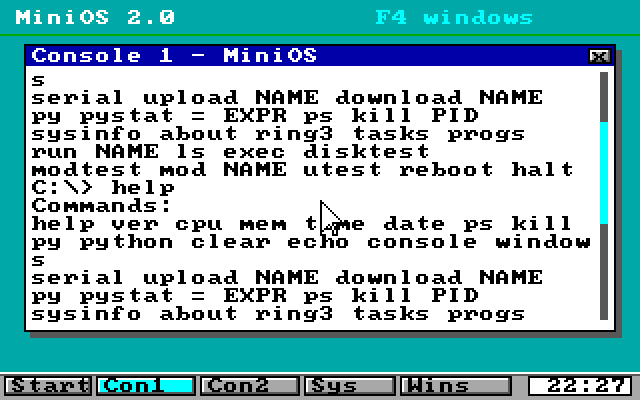 MiniOS 2.0 F4 windows
Console 1 - MiniOS
s
serial upload NAME download NAME
py pystat = EXPR ps kill PID
sysinfo about ring3 tasks progs
run NAME ls exec disktest
modtest mod NAME utest reboot halt
C:\> help
Commands:
help ver cpu mem time date ps kill
py python clear echo console window
s
serial upload NAME download NAME
py pystat = EXPR ps kill PID
sysinfo about ring3 tasks progs
Start Con1 Con2 Sys Wins 22:27